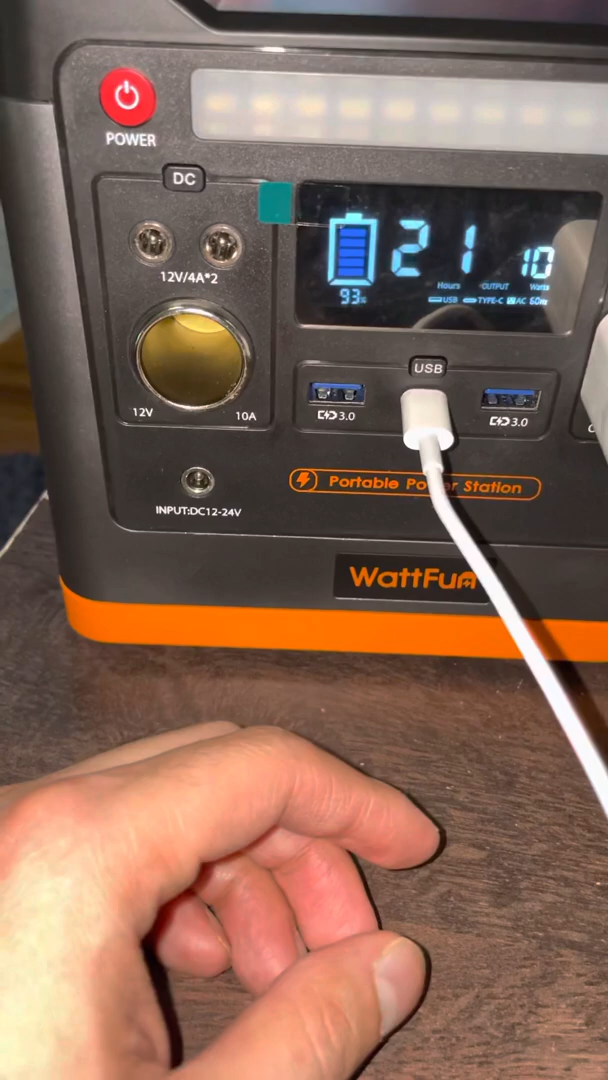 POWER
DC
12V/4A*2
12V 10A
INPUT:DC12-24V
21 10
Hours OUTPUT Watts
93%
USB TYPE-C AC 60Hz
USB
3.0 3.0
Portable Station
WattFun